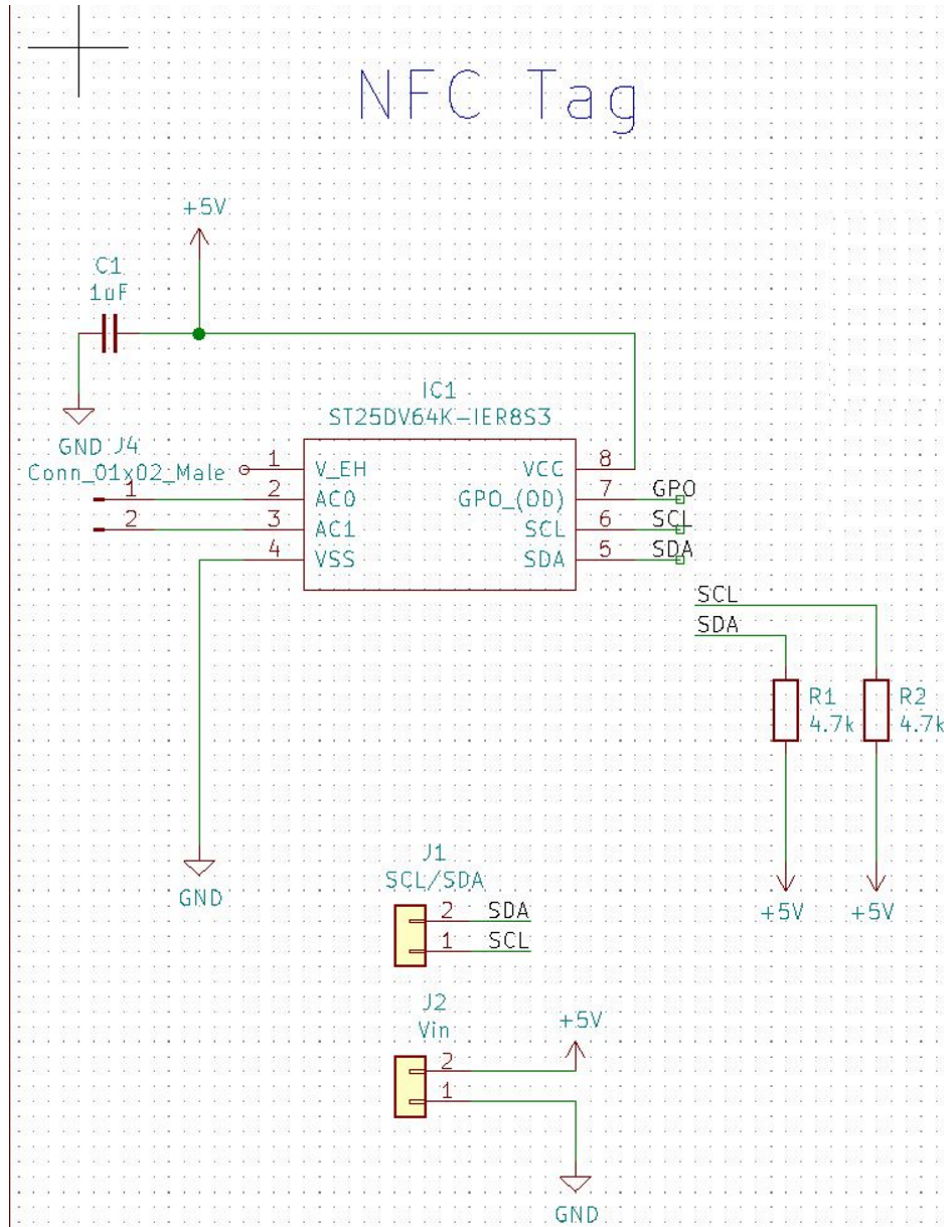 NFC Tag
+5V
C1
1uF
GND
J4
Conn_01x02_Male
1
2
IC1
ST25DV64K-IER8S3
1 V_EH VCC 8
2 AC0 GPO_(OD) 7 GPO
3 AC1 SCL 6 SCL
4 VSS SDA 5 SDA
SCL
SDA
R1
4.7k
R2
4.7k
+5V
+5V
GND
J1
SCL/SDA
2 SDA
1 SCL
J2
Vin
+5V
2
1
GND